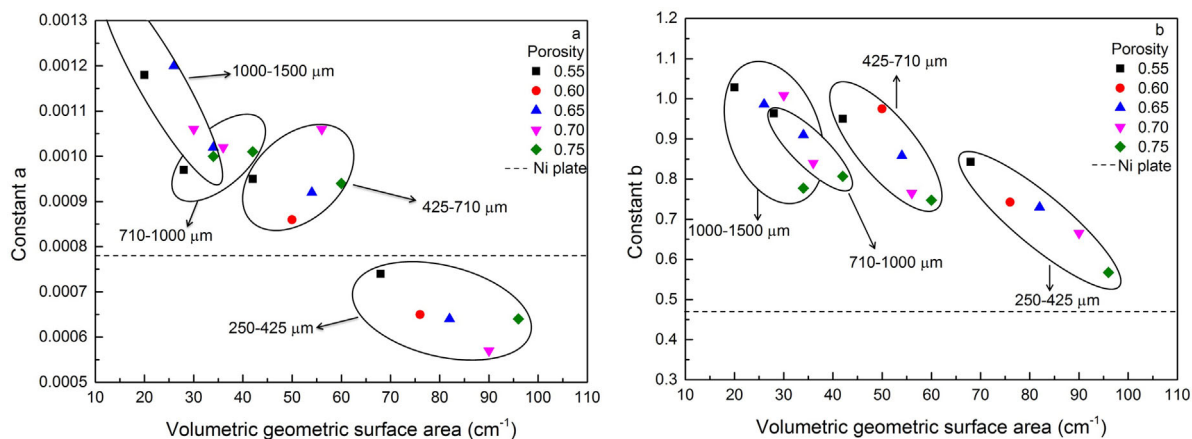 a
Porosity
0.55
0.60
0.65
0.70
0.75
Ni plate
1000-1500 μm
710-1000 μm
425-710 μm
250-425 μm
0.0013
0.0012
0.0011
0.0010
0.0009
0.0008
0.0007
0.0006
0.0005
Constant a
10 20 30 40 50 60 70 80 90 100 110
Volumetric geometric surface area (cm⁻¹)
b
Porosity
0.55
0.60
0.65
0.70
0.75
Ni plate
425-710 μm
1000-1500 μm
710-1000 μm
250-425 μm
1.2
1.1
1.0
0.9
0.8
0.7
0.6
0.5
0.4
0.3
Constant b
10 20 30 40 50 60 70 80 90 100 110
Volumetric geometric surface area (cm⁻¹)